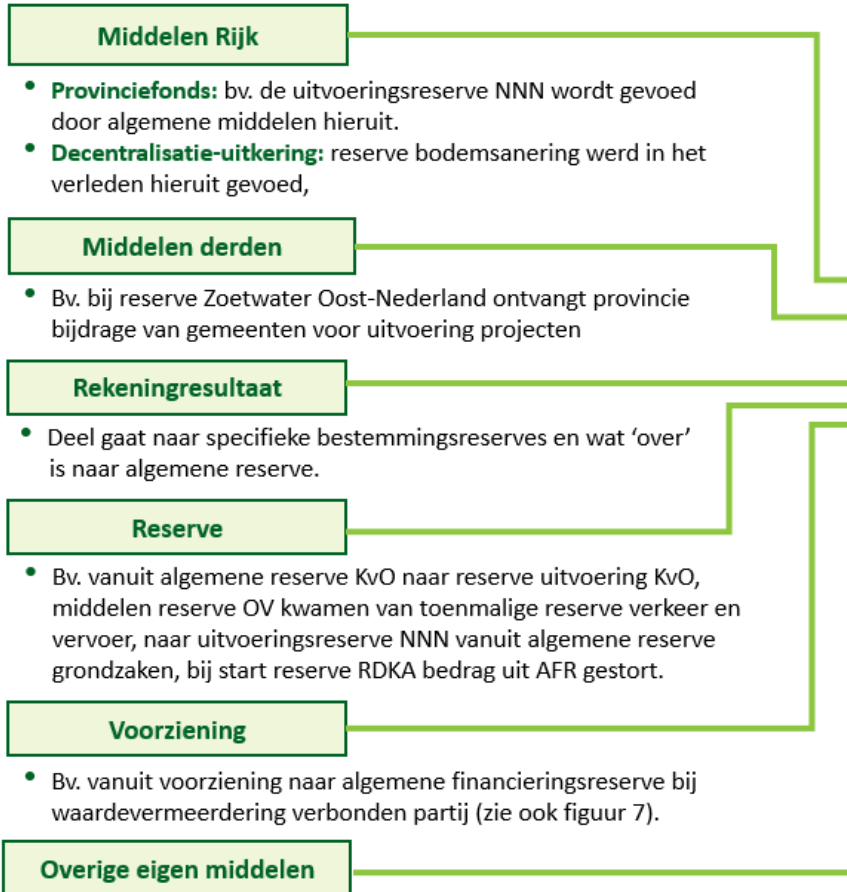 Middelen Rijk
• Provinciefonds: bv. de uitvoeringsreserve NNN wordt gevoed
door algemene middelen hieruit.
• Decentralisatie-uitkering: reserve bodemsanering werd in het
verleden hieruit gevoed,
Middelen derden
• Bv. bij reserve Zoetwater Oost-Nederland ontvangt provincie
bijdrage van gemeenten voor uitvoering projecten
Rekeningresultaat
• Deel gaat naar specifieke bestemmingsreserves en wat ‘over’
is naar algemene reserve.
Reserve
• Bv. vanuit algemene reserve KvO naar reserve uitvoering KvO,
middelen reserve OV kwamen van toenmalige reserve verkeer en
vervoer, naar uitvoeringsreserve NNN vanuit algemene reserve
grondzaken, bij start reserve RDKA bedrag uit AFR gestort.
Voorziening
• Bv. vanuit voorziening naar algemene financieringsreserve bij
waardevermeerdering verbonden partij (zie ook figuur 7).
Overige eigen middelen